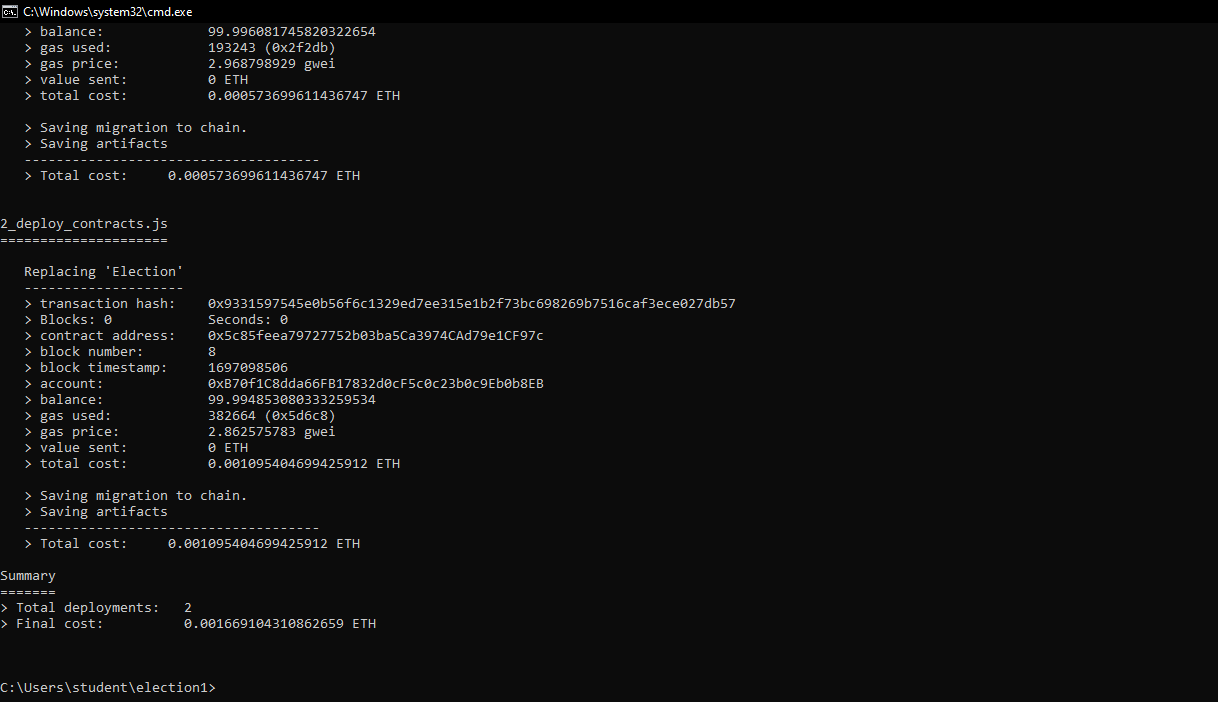 C:\Windows\system32\cmd.exe
> balance: 99.996081745820322654
> gas used: 193243 (0x2f2db)
> gas price: 2.968798929 gwei
> value sent: 0 ETH
> total cost: 0.000573699611436747 ETH
> Saving migration to chain.
> Saving artifacts
-------------------------------------
> Total cost: 0.000573699611436747 ETH
2_deploy_contracts.js
=====================
Replacing 'Election'
--------------------
> transaction hash: 0x9331597545e0b56f6c1329ed7ee315e1b2f73bc698269b7516caf3ece027db57
> Blocks: 0 Seconds: 0
> contract address: 0x5c85feea79727752b03ba5Ca3974CAd79e1CF97c
> block number: 8
> block timestamp: 1697098506
> account: 0xB70f1C8dda66FB17832d0cF5c0c23b0c9Eb0b8EB
> balance: 99.994853080333259534
> gas used: 382664 (0x5d6c8)
> gas price: 2.862575783 gwei
> value sent: 0 ETH
> total cost: 0.001095404699425912 ETH
> Saving migration to chain.
> Saving artifacts
-------------------------------------
> Total cost: 0.001095404699425912 ETH
Summary
=======
> Total deployments: 2
> Final cost: 0.001669104310862659 ETH
C:\Users\student\election1>